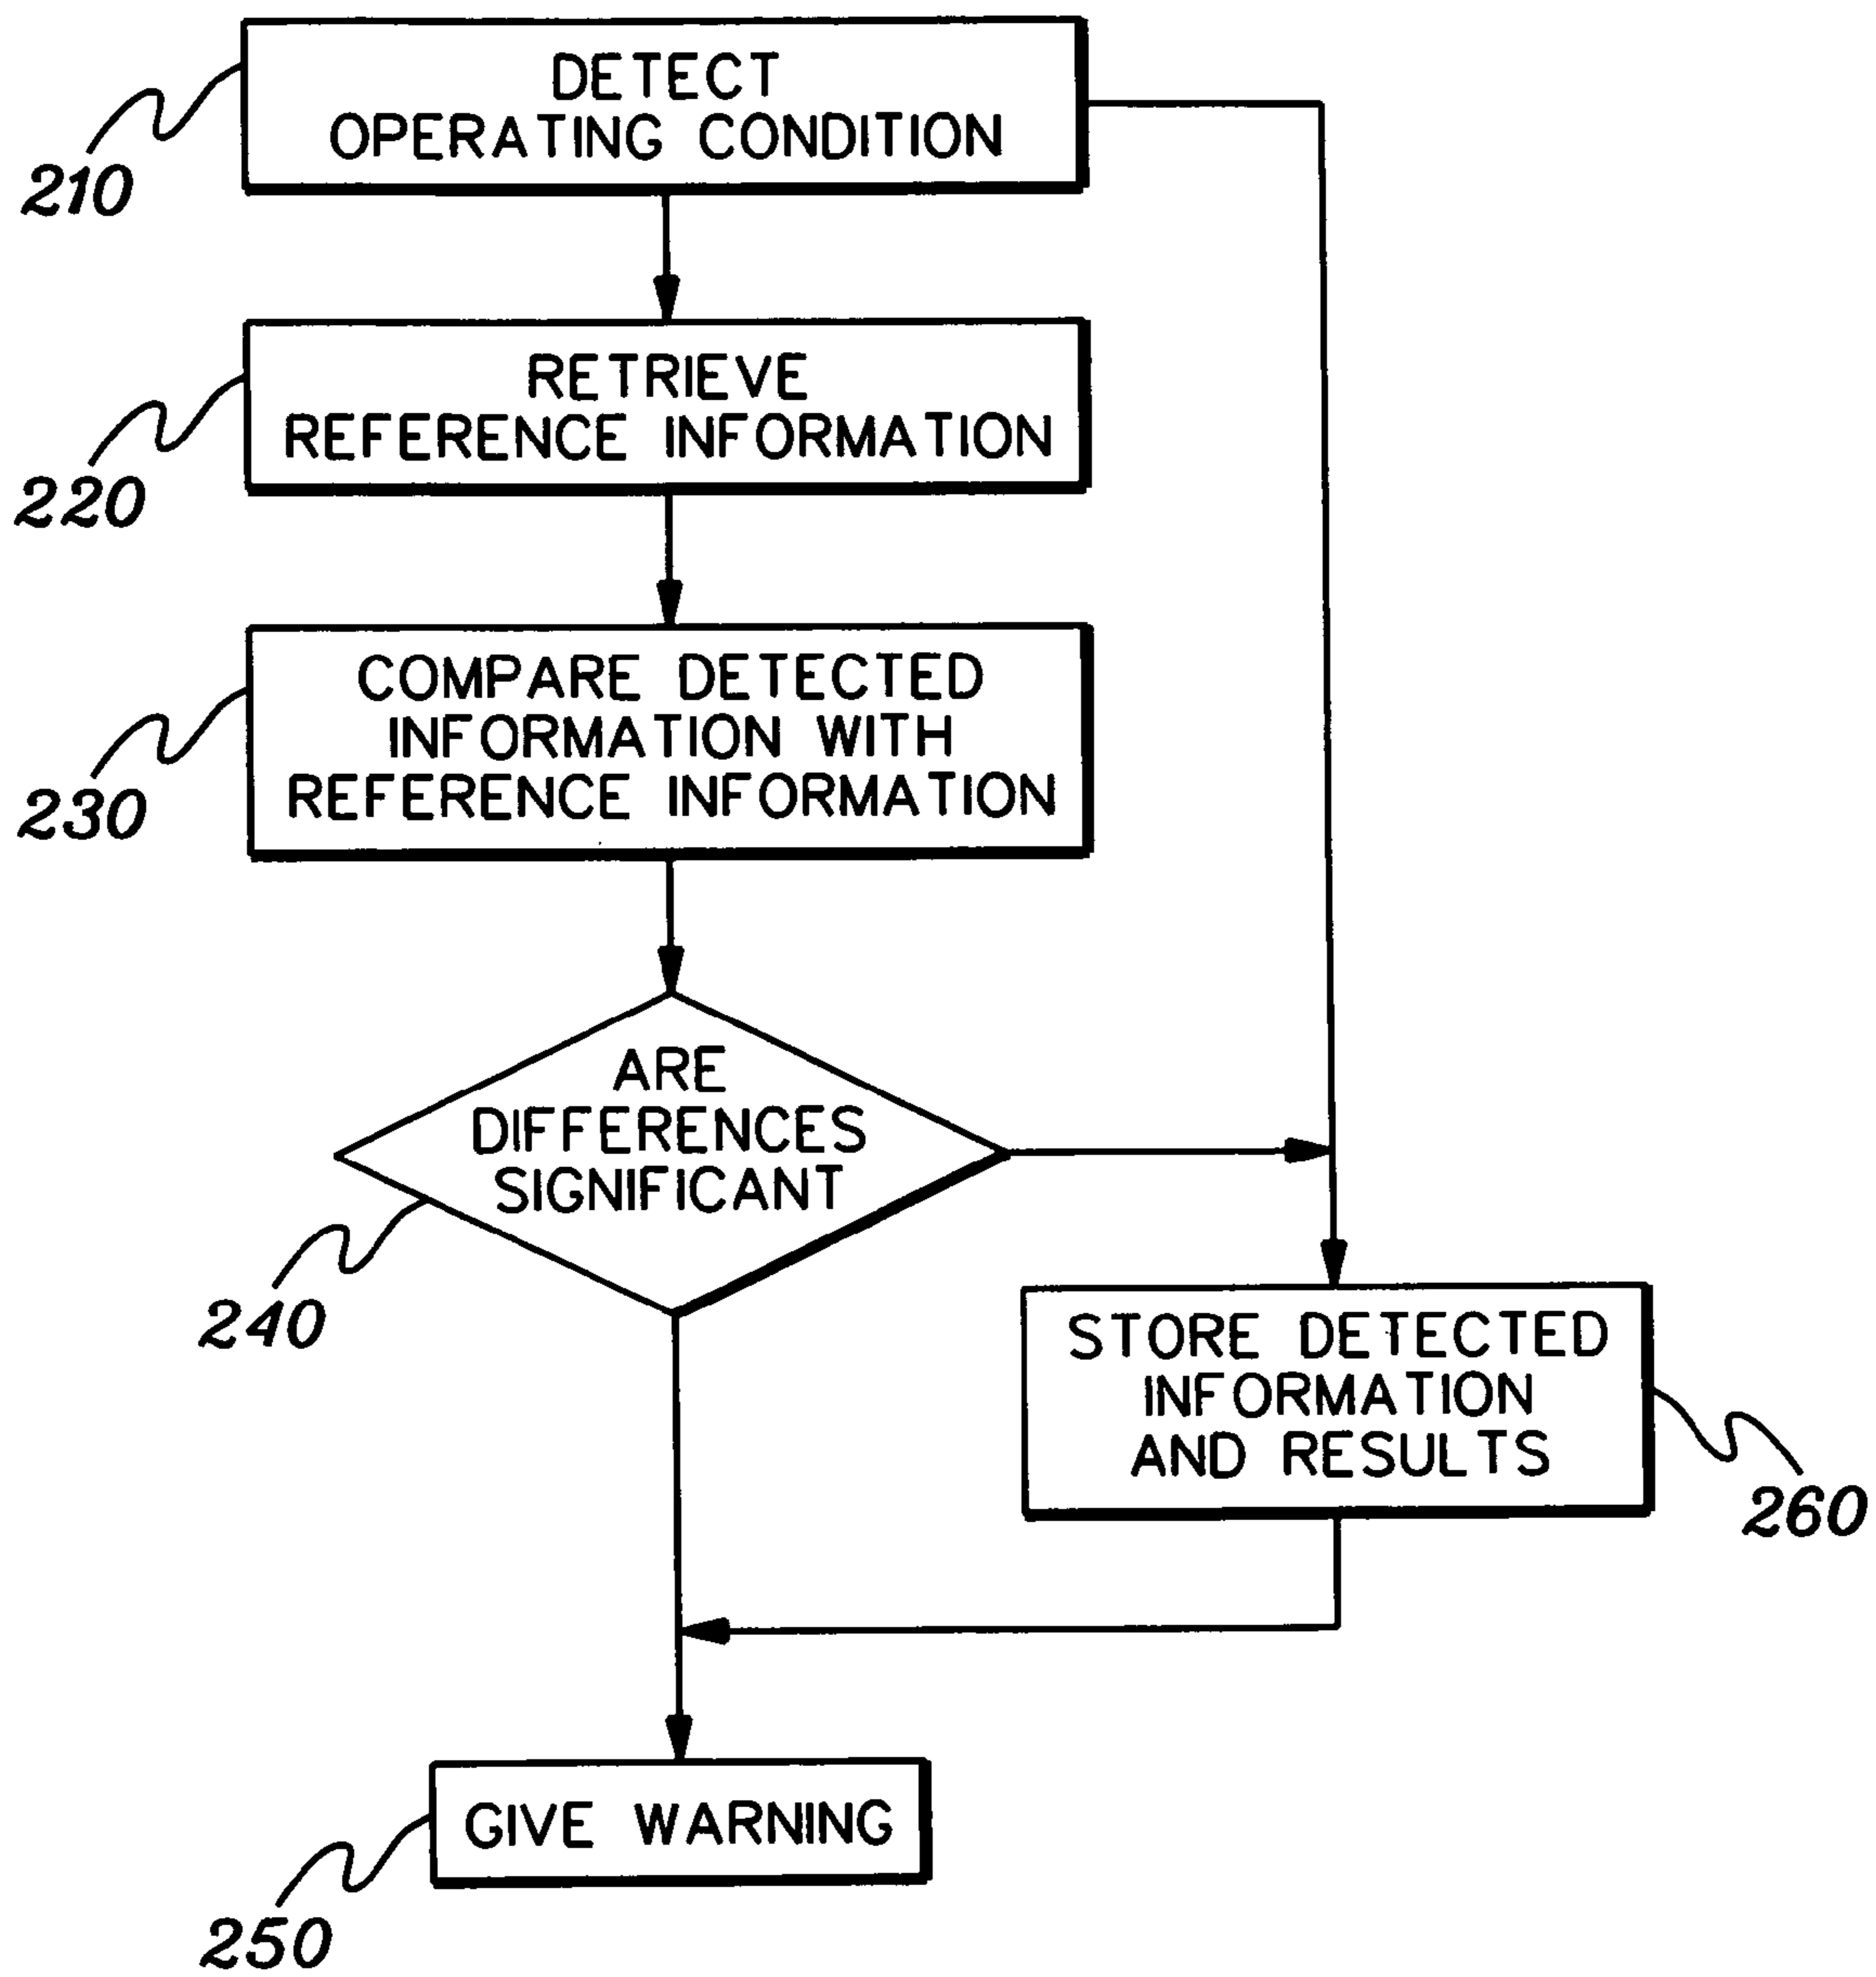 DETECT
OPERATING CONDITION
210
RETRIEVE
REFERENCE INFORMATION
220
COMPARE DETECTED
INFORMATION WITH
REFERENCE INFORMATION
230
ARE
DIFFERENCES
SIGNIFICANT
240
STORE DETECTED
INFORMATION
AND RESULTS
260
GIVE WARNING
250